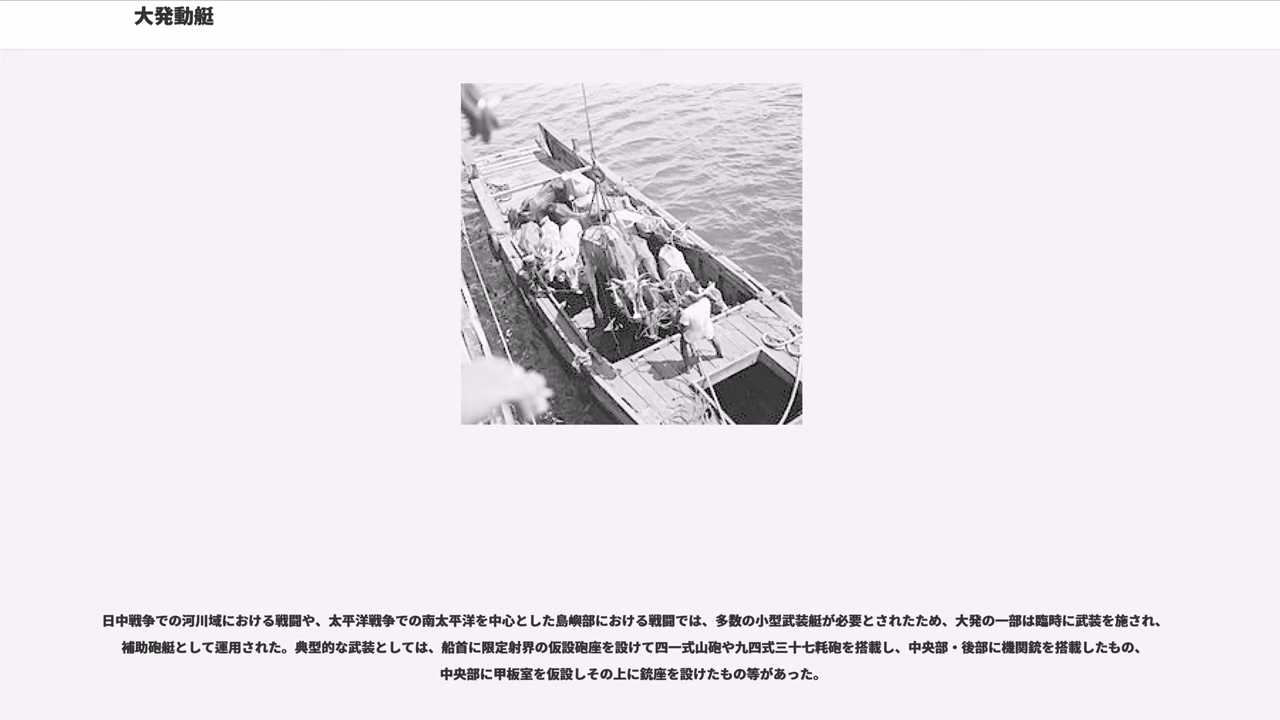 大発動艇
日中戦争での河川域における戦闘や、太平洋戦争での南太平洋を中心とした島嶼部における戦闘では、多数の小型武装艇が必要とされたため、大発の一部は臨時に武装を施され、
補助砲艇として運用された。典型的な武装としては、船首に限定射界の仮設砲座を設けて四一式山砲や九四式三十七粍砲を搭載し、中央部・後部に機関銃を搭載したもの、
中央部に甲板室を仮設しその上に銃座を設けたもの等があった。